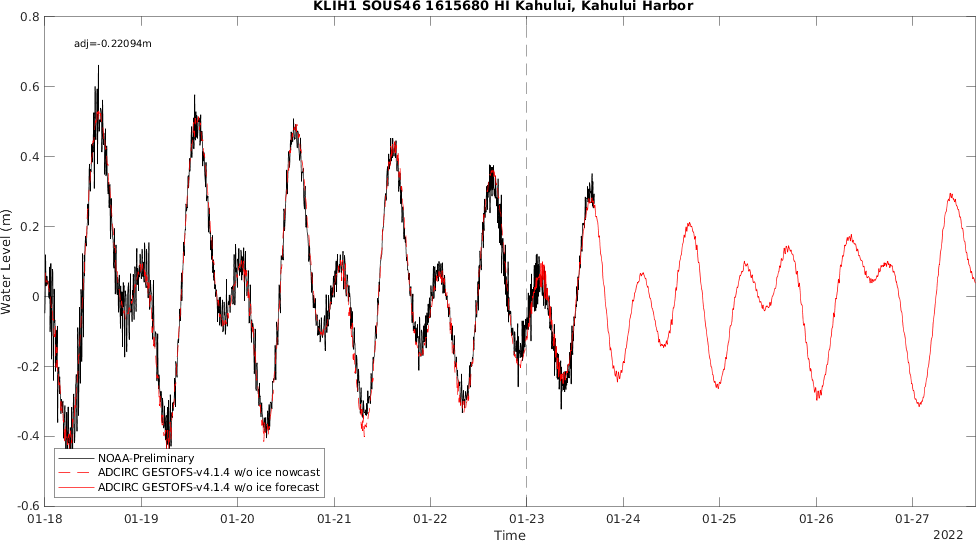 KLIH1 SOUS46 1615680 HI Kahului, Kahului Harbor
adj=-0.22094m
0.8
0.6
0.4
0.2
0
-0.2
-0.4
-0.6
Water Level (m)
NOAA-Preliminary
ADCIRC GESTOFS-v4.1.4 w/o ice nowcast
ADCIRC GESTOFS-v4.1.4 w/o ice forecast
01-18 01-19 01-20 01-21 01-22 01-23 01-24 01-25 01-26 01-27
Time
2022